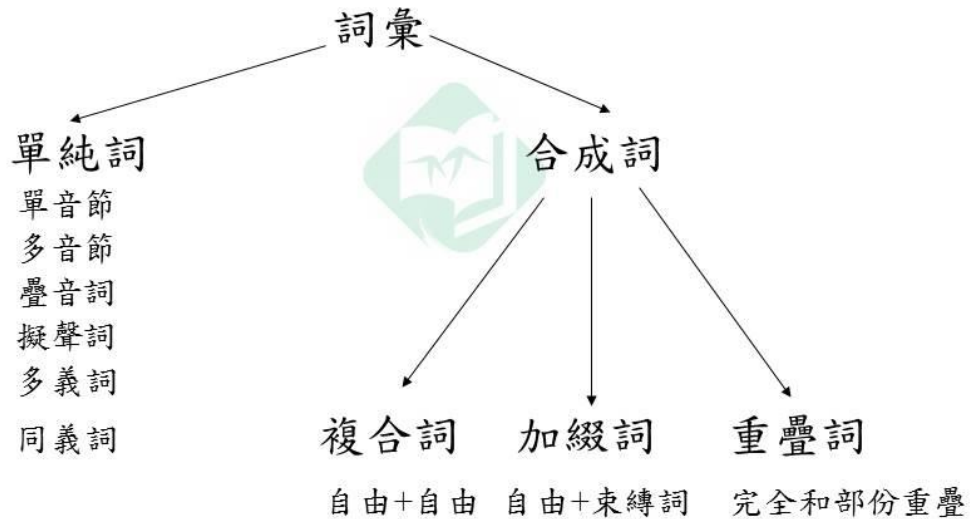 詞彙
單純詞
單音節
多音節
疊音詞
擬聲詞
多義詞
同義詞
合成詞
複合詞
自由+自由
加綴詞
自由+束縛詞
重疊詞
完全和部份重疊